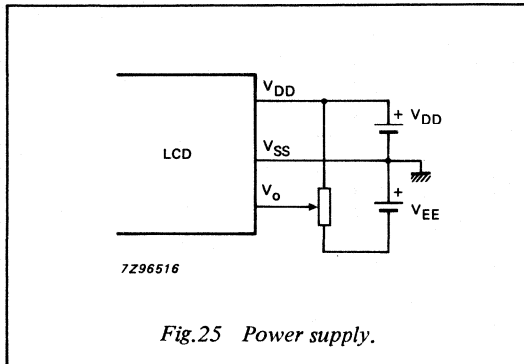 VDD
+ VDD
LCD
VSS
Vo
+
VEE
7Z96516
Fig.25 Power supply.